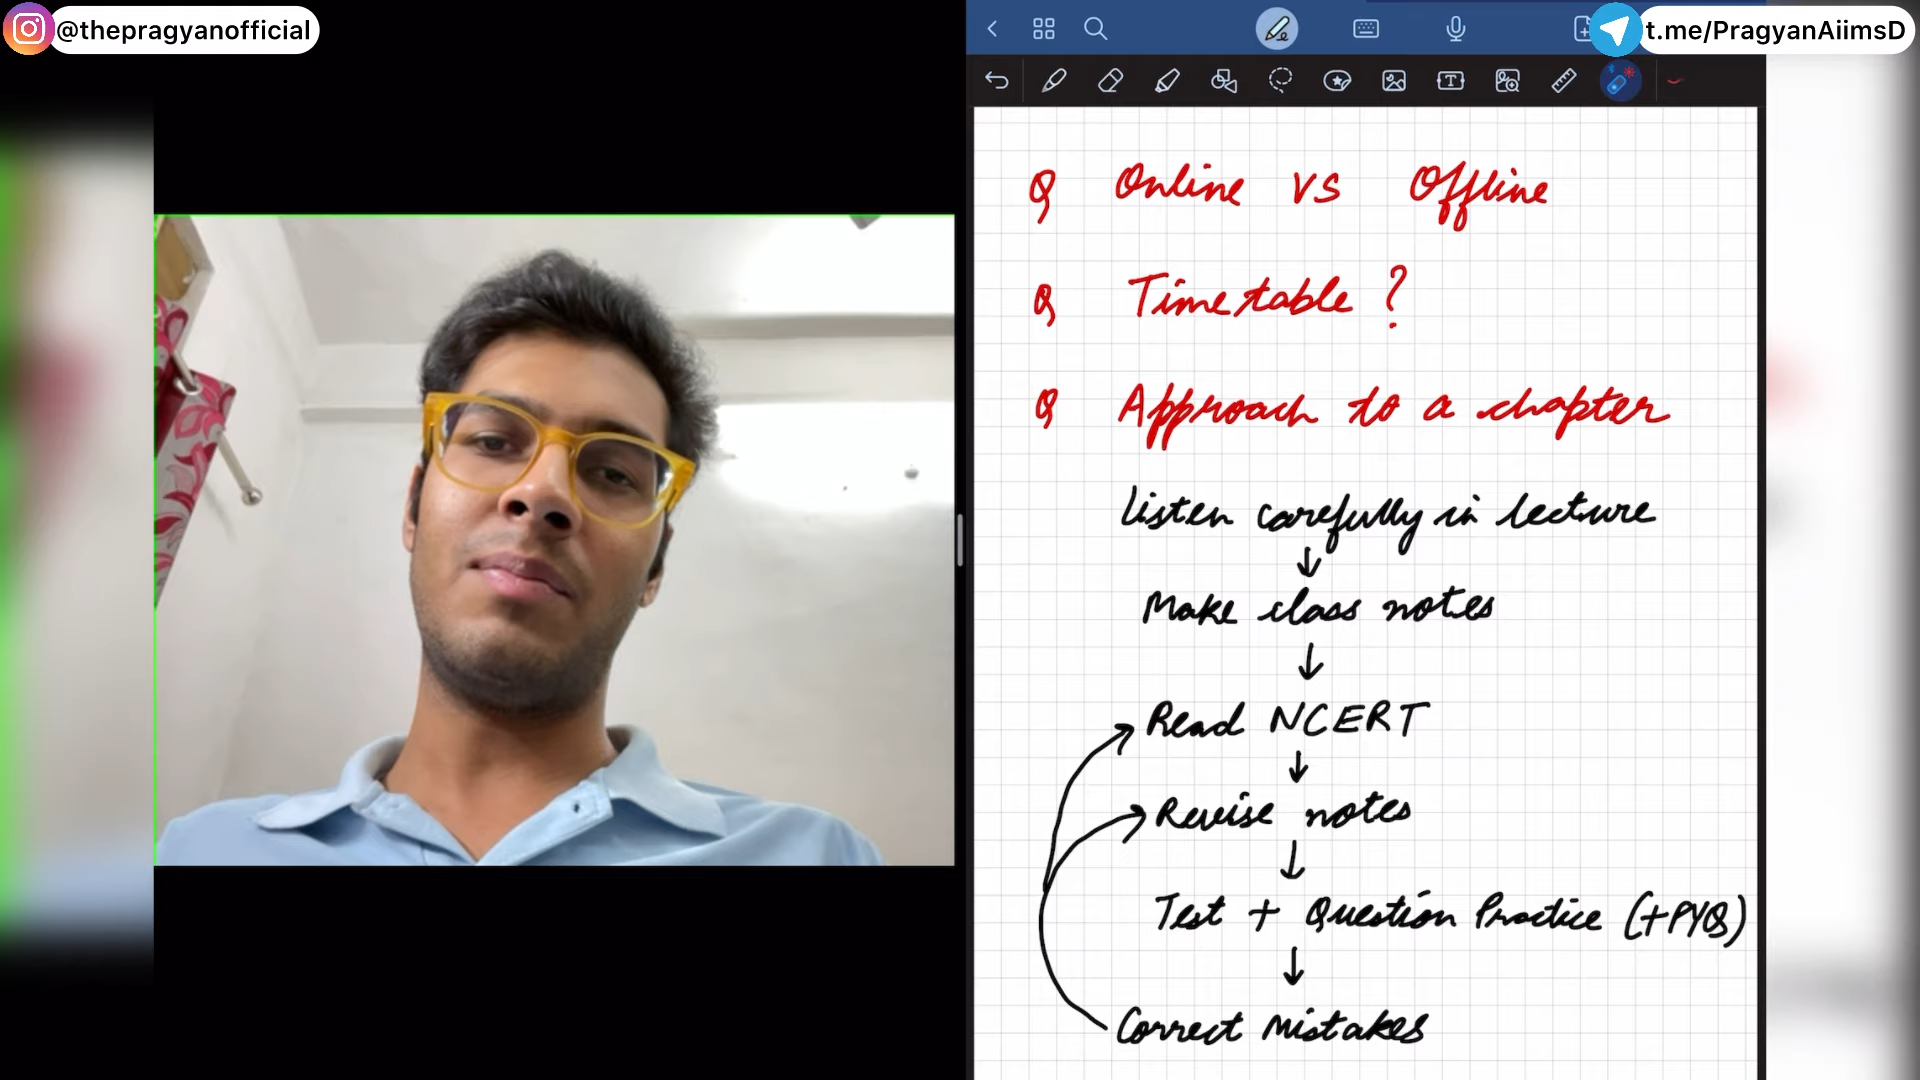 @thepragyanofficial
t.me/PragyanAiimsD
Q Online VS Offline
Q Timetable ?
Q Approach to a chapter
Listen carefully in lecture
↓
Make class notes
↓
Read NCERT
↓
Revise notes
↓
Test + Question Practice (+PYQ)
↓
Correct Mistakes